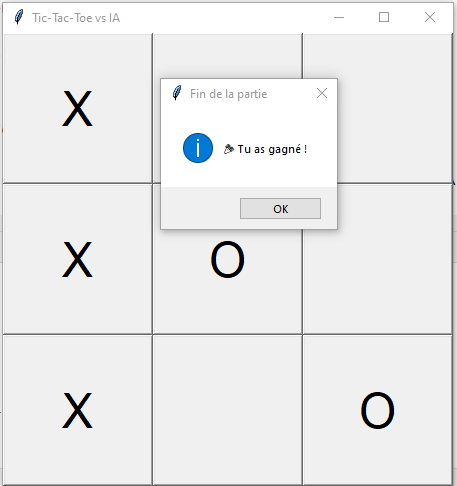 Tic-Tac-Toe vs IA
Fin de la partie
🎉 Tu as gagné !
OK
X
X O
X O